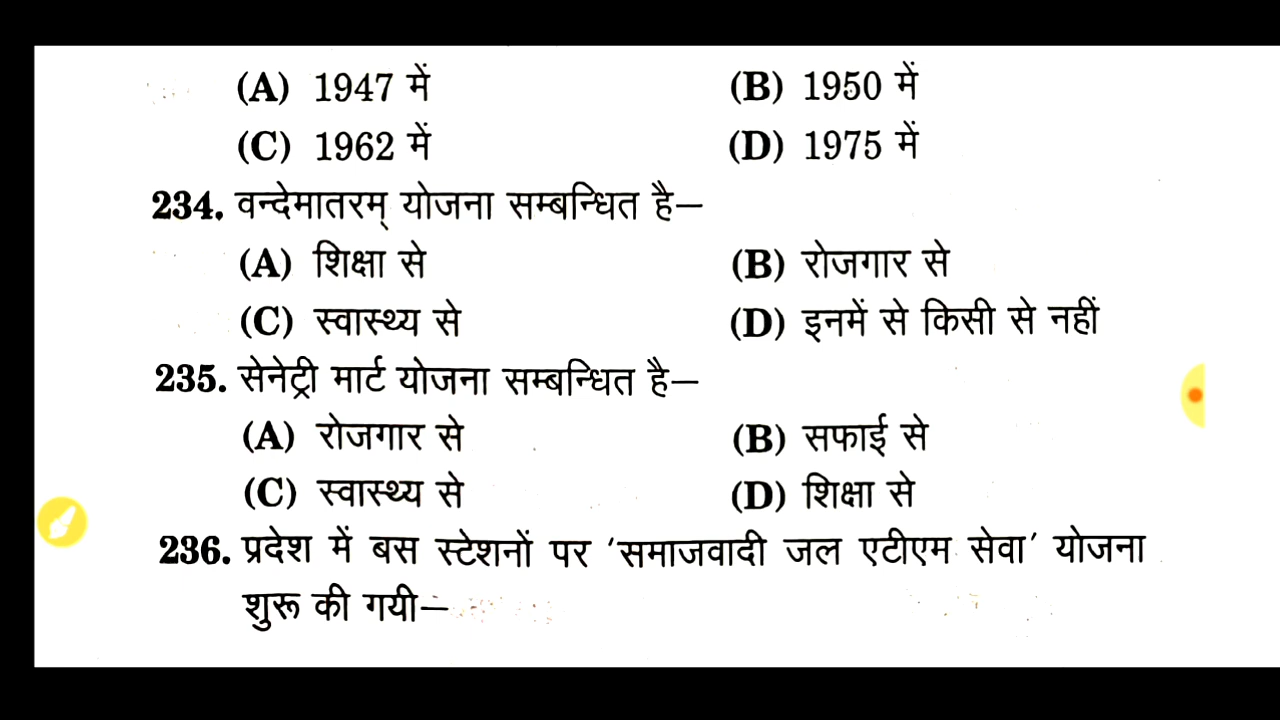 (A) 1947 में (B) 1950 में
(C) 1962 में (D) 1975 में
234. वन्देमातरम् योजना सम्बन्धित है–
(A) शिक्षा से (B) रोजगार से
(C) स्वास्थ्य से (D) इनमें से किसी से नहीं
235. सेनेट्री मार्ट योजना सम्बन्धित है–
(A) रोजगार से (B) सफाई से
(C) स्वास्थ्य से (D) शिक्षा से
236. प्रदेश में बस स्टेशनों पर ‘समाजवादी जल एटीएम सेवा’ योजना
शुरू की गयी–